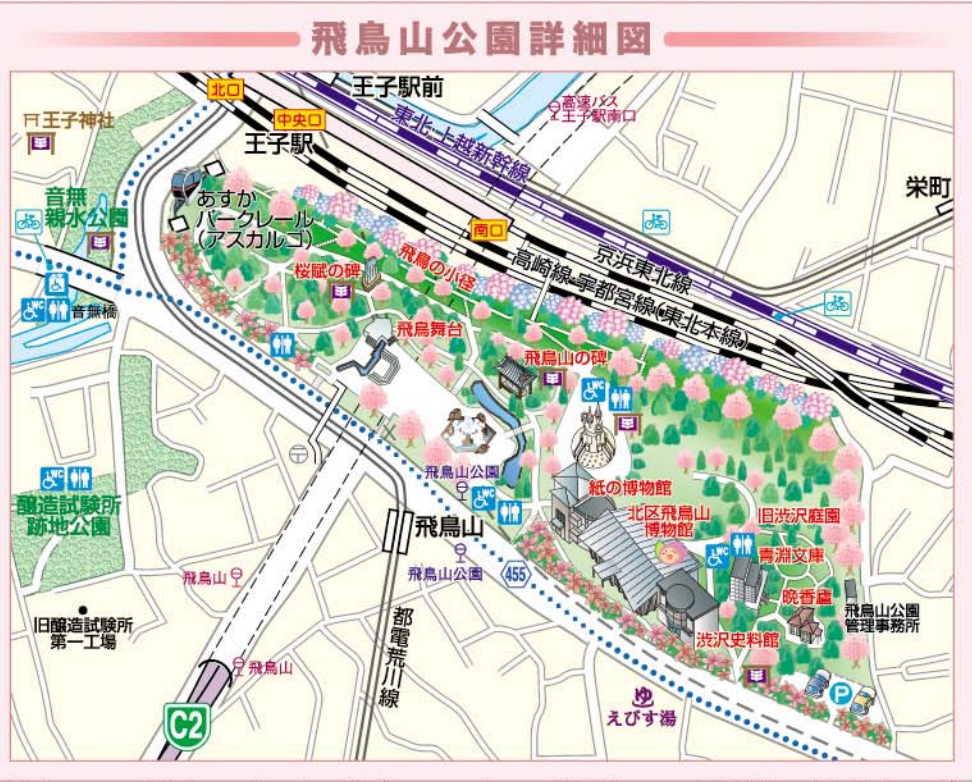 飛鳥山公園詳細図
北口
王子駅前
高速バス
王子駅南口
中央口
王子神社
王子駅
東北・上越新幹線
栄町
音無
親水公園
あすか
パークレール
(アスカルゴ)
南口
京浜東北線
高崎線・宇都宮線(東北本線)
飛鳥の小径
桜賦の碑
WC
音無橋
飛鳥舞台
飛鳥山の碑
WC
飛鳥山公園
紙の博物館
WC
醸造試験所
跡地公園
WC
北区飛鳥山
博物館
旧渋沢庭園
飛鳥山
WC
青淵文庫
飛鳥山公園
455
飛鳥山
晩香廬
旧醸造試験所
第一工場
都電荒川線
飛鳥山公園
管理事務所
渋沢史料館
飛鳥山
P
ゆ
えびす湯
C2